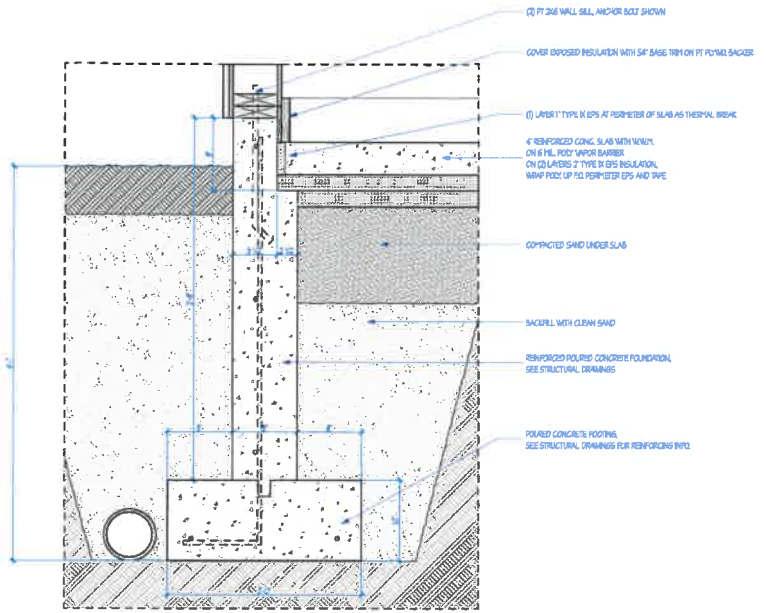 (2) PT 2X6 WALL SILL, ANCHOR BOLT SHOWN
COVER EXPOSED INSULATION WITH 5/4" BASE TRIM ON PT PLYWD. BACKER
(1) LAYER 1" TYPE IX EPS AT PERIMETER OF SLAB AS THERMAL BREAK
4" REINFORCED CONC. SLAB WITH W.W.M.
ON 6 MIL. POLY VAPOR BARRIER
ON (2) LAYERS 2" TYPE IX EPS INSULATION,
WRAP POLY UP PERIMETER EPS AND TAPE
COMPACTED SAND UNDER SLAB
BACKFILL WITH CLEAN SAND
REINFORCED POURED CONCRETE FOUNDATION,
SEE STRUCTURAL DRAWINGS
POURED CONCRETE FOOTING,
SEE STRUCTURAL DRAWINGS FOR REINFORCING INFO.